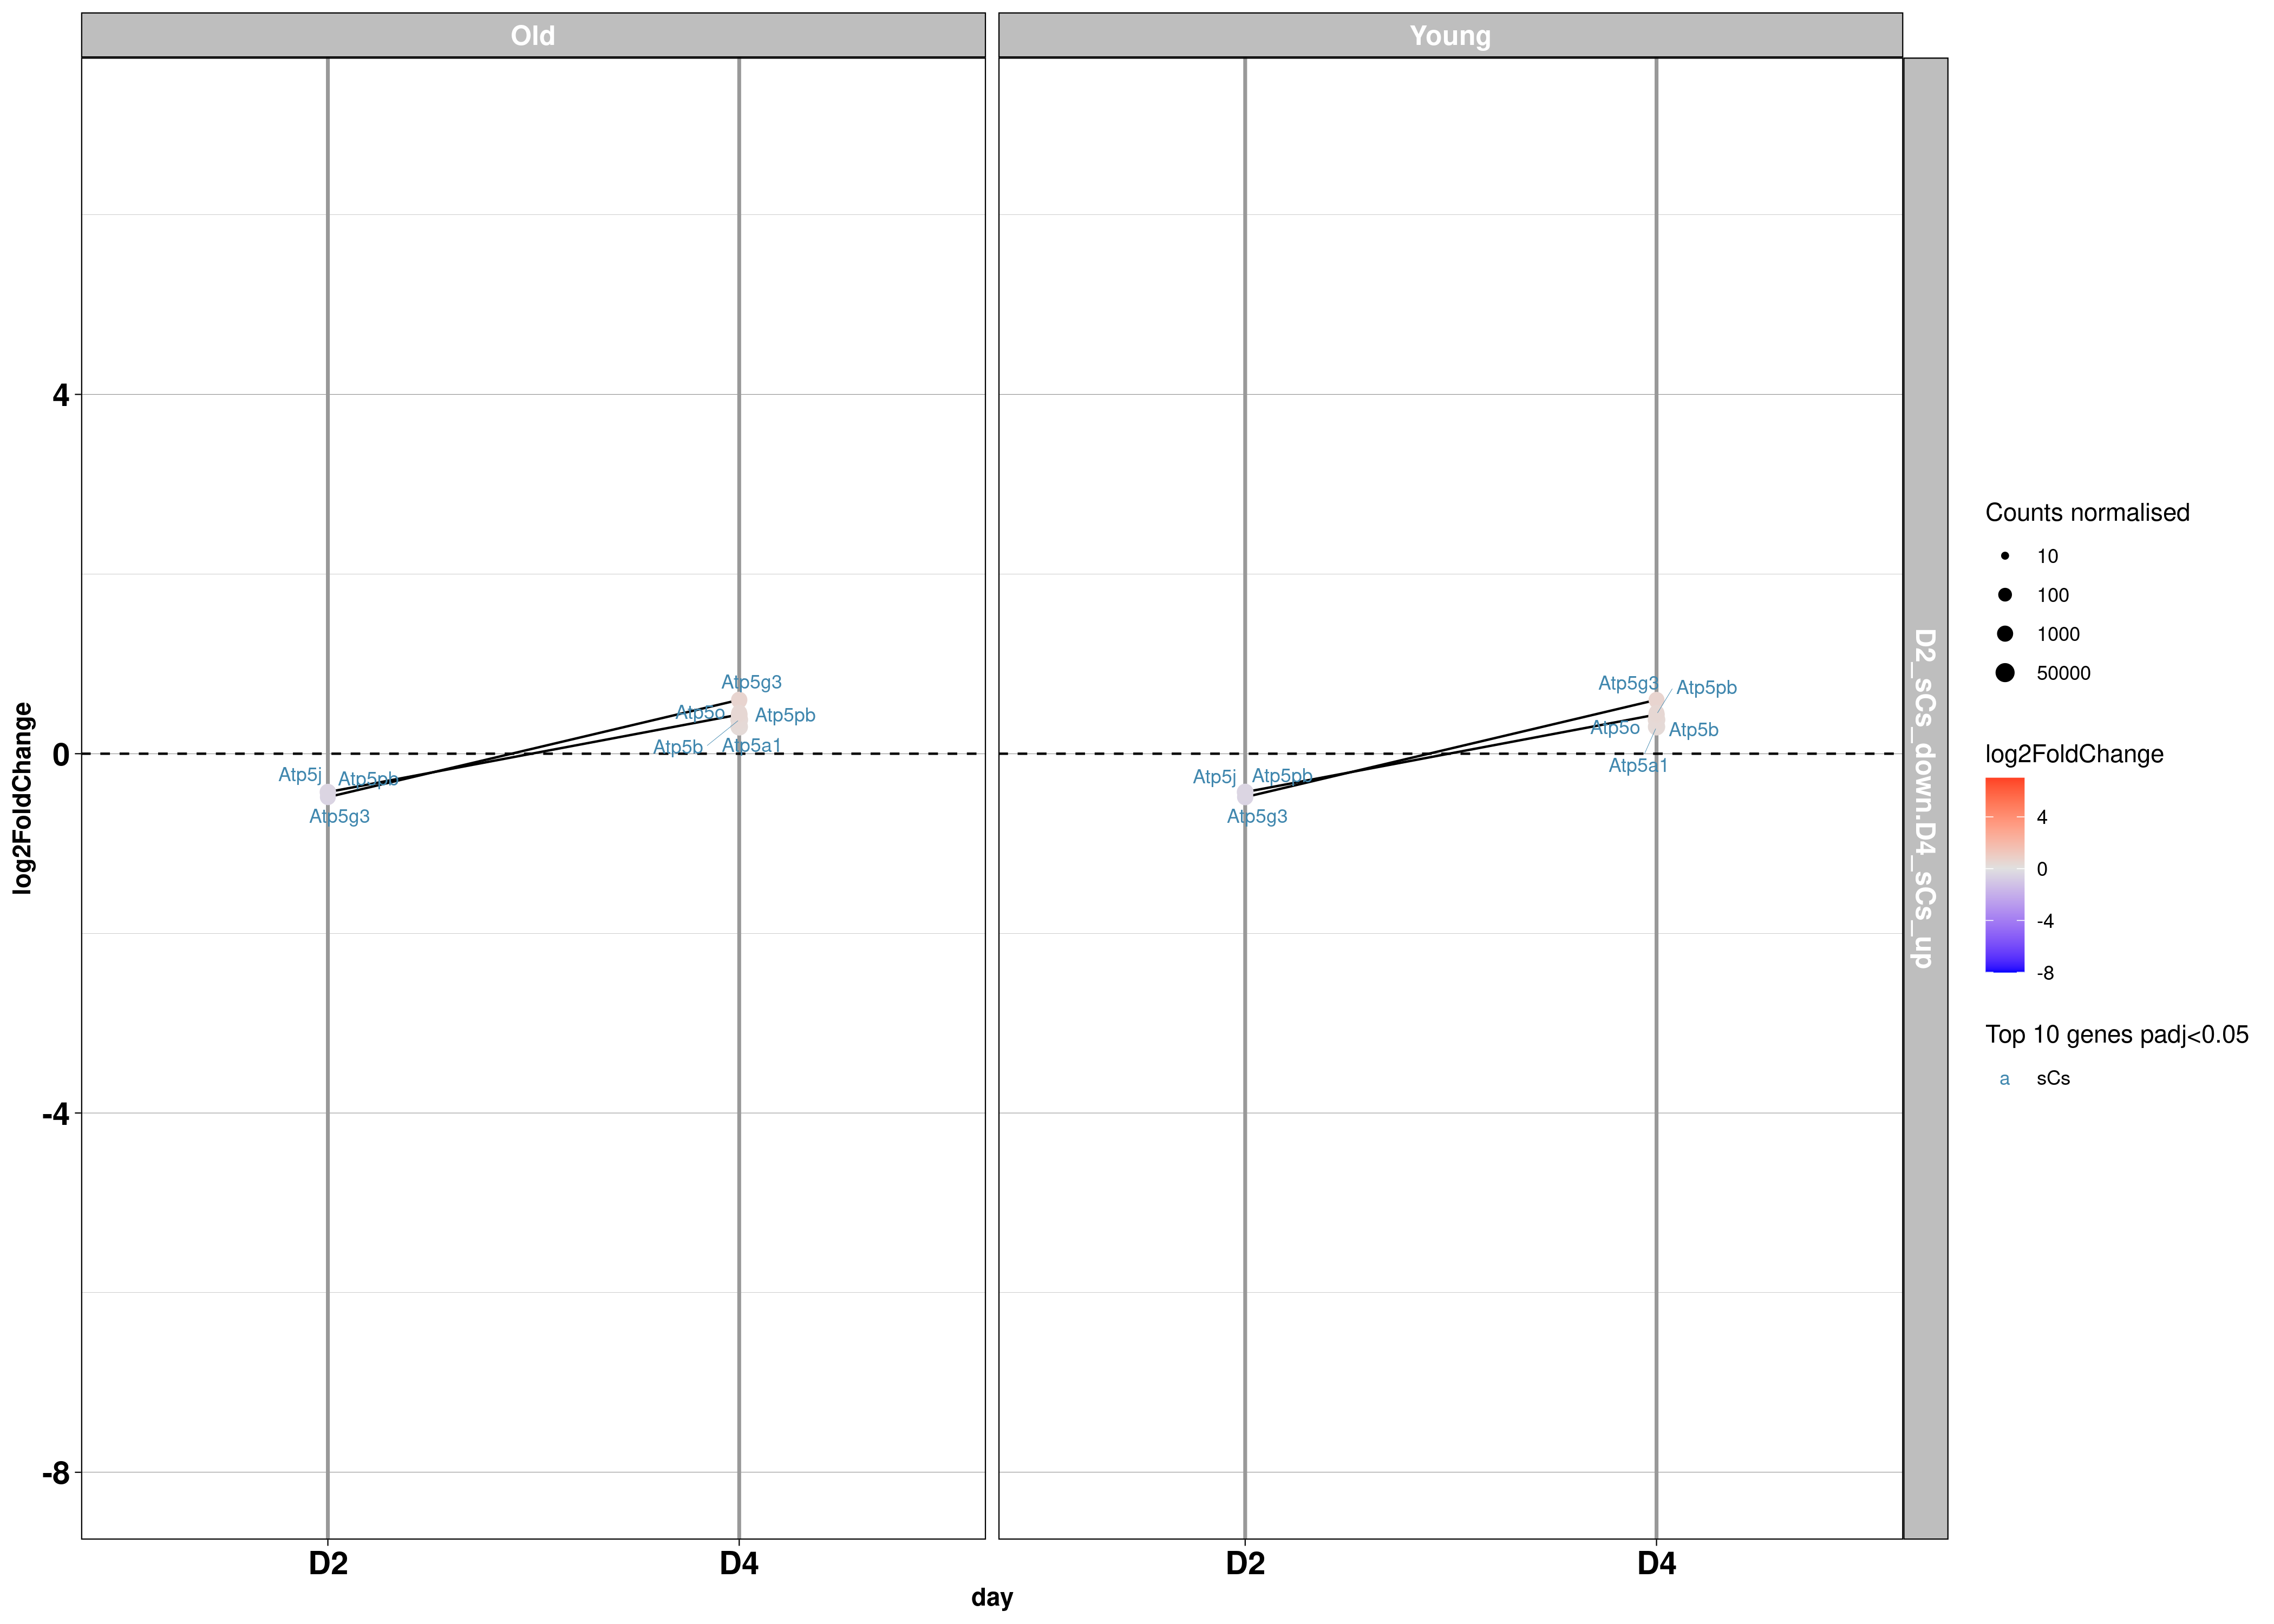 Old
Young
4
0
-4
-8
log2FoldChange
Atp5g3
Atp5o
Atp5pb
Atp5b
Atp5a1
Atp5j
Atp5pb
Atp5g3
Atp5g3
Atp5pb
Atp5o
Atp5b
Atp5a1
Atp5j
Atp5pb
Atp5g3
D2_sCs_down.D4_sCs_up
D2
D4
D2
D4
day
Counts normalised
10
100
1000
50000
log2FoldChange
4
0
-4
-8
Top 10 genes padj<0.05
a sCs